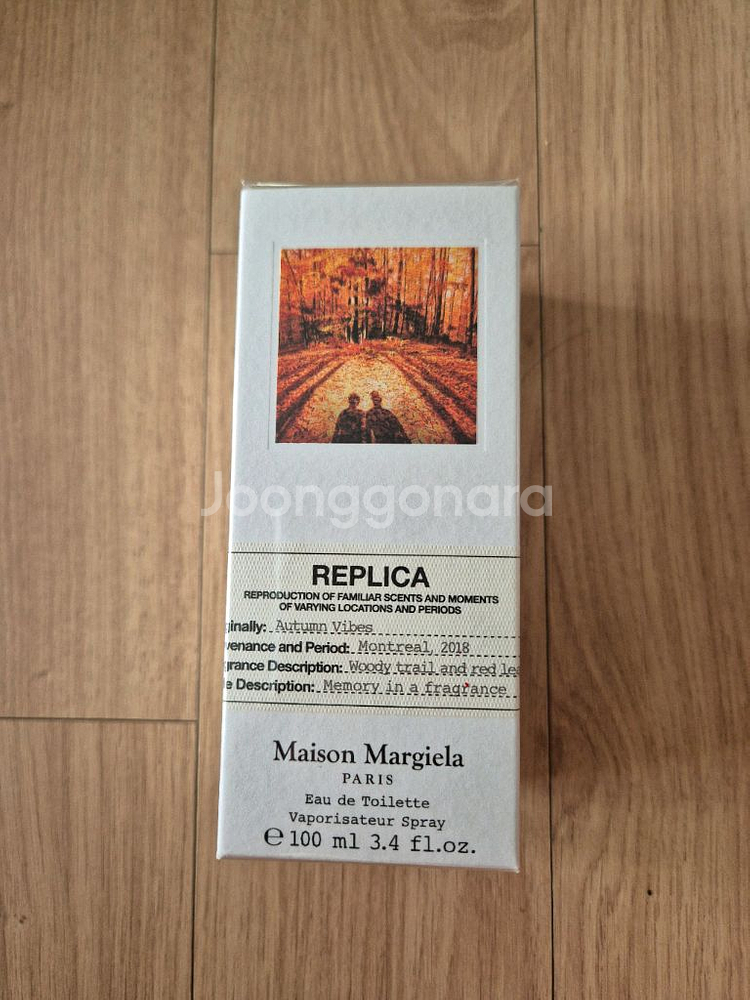 Joonggonara
REPLICA
REPRODUCTION OF FAMILIAR SCENTS AND MOMENTS
OF VARYING LOCATIONS AND PERIODS
ginally: Autumn Vibes
venance and Period: Montreal, 2018
grance Description: Woody trail and red lea
e Description: Memory in a fragrance
Maison Margiela
PARIS
Eau de Toilette
Vaporisateur Spray
℮ 100 ml 3.4 fl.oz.